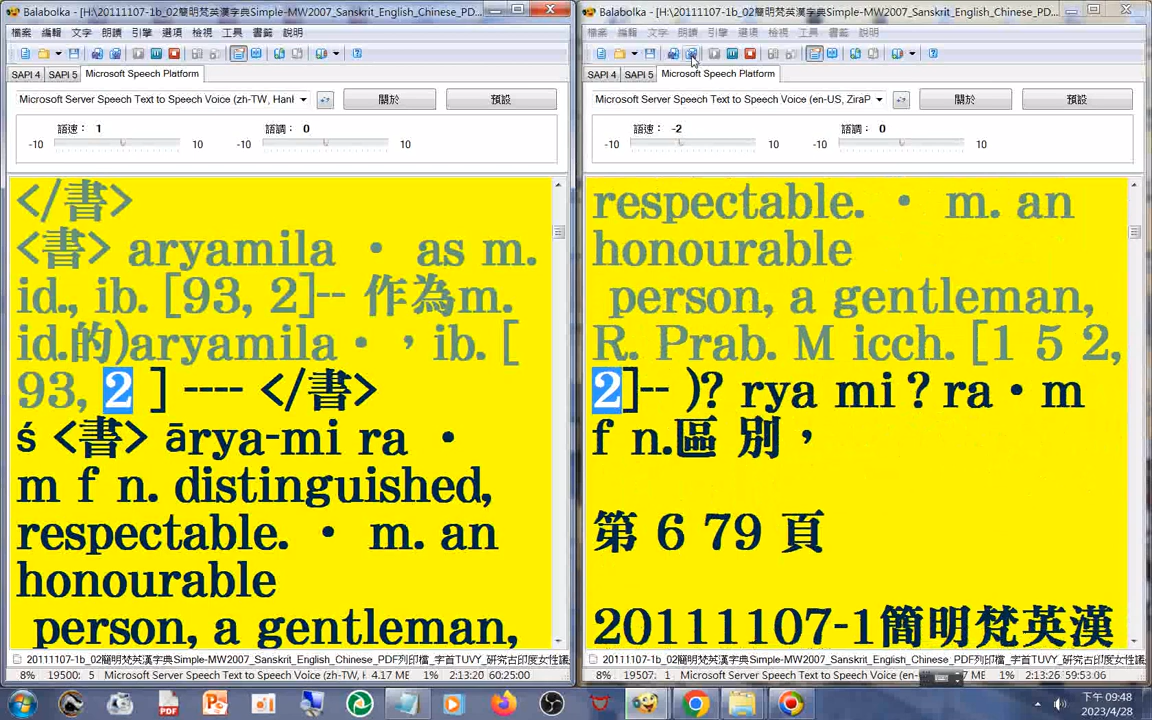 Balabolka - [H:\20111107-1b_02簡明梵英漢字典Simple-MW2007_Sanskrit_English_Chinese_PD...
檔案 編輯 文字 朗讀 引擎 選項 檢視 工具 書籤 說明
SAPI 4 SAPI 5 Microsoft Speech Platform
Microsoft Server Speech Text to Speech Voice (zh-TW, HanH 關於 預設
語速: 1 語調: 0
-10 10 -10 10
</書>
<書> aryamila • as m.
id., ib. [93, 2]-- 作為m.
id.的)aryamila•，ib. [
93, 2 ] ---- </書>
ś <書> ārya-mi ra •
m f n. distinguished,
respectable. • m. an
honourable
person, a gentleman,
20111107-1b_02簡明梵英漢字典Simple-MW2007_Sanskrit_English_Chinese_PDF列印檔_字首TUVY_研究古印度女性議
8% 19500: 5 Microsoft Server Speech Text to Speech Voice (zh-TW, H 4.17 ME 1% 2:13:20 60:25:00
Balabolka - [H:\20111107-1b_02簡明梵英漢字典Simple-MW2007_Sanskrit_English_Chinese_PD...
檔案 編輯 文字 朗讀 引擎 選項 檢視 工具 書籤 說明
SAPI 4 SAPI 5 Microsoft Speech Platform
Microsoft Server Speech Text to Speech Voice (en-US, ZiraP 關於 預設
語速: -2 語調: 0
-10 10 -10 10
respectable. • m. an
honourable
person, a gentleman,
R. Prab. M icch. [1 5 2,
2]-- )? rya mi ? ra • m
f n.區 別，
第 6 79 頁
20111107-1簡明梵英漢
20111107-1b_02簡明梵英漢字典Simple-MW2007_Sanskrit_English_Chinese_PDF列印檔_字首TUVY_研究古印度女性議
8% 19507: 1 Microsoft Server Speech Text to Speech Voice (en- 1% 2:13:26 59:53:06
下午 09:48
2023/4/28